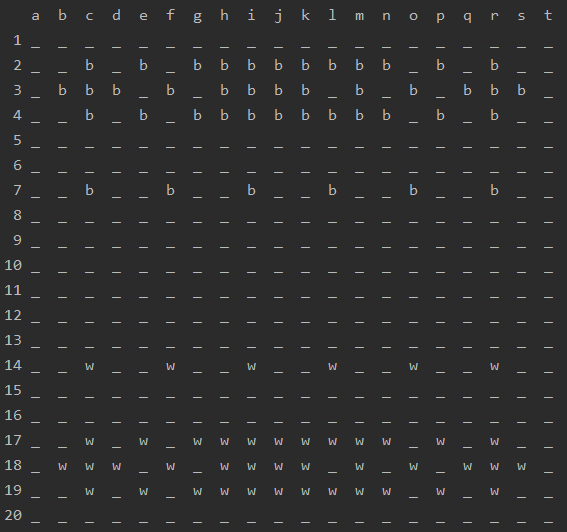 a b c d e f g h i j k l m n o p q r s t
1 _ _ _ _ _ _ _ _ _ _ _ _ _ _ _ _ _ _ _ _
2 _ _ b _ b _ b b b b b b b b _ b _ b _ _
3 _ b b b _ b _ b b b b _ b _ b _ b b b _
4 _ _ b _ b _ b b b b b b b b _ b _ b _ _
5 _ _ _ _ _ _ _ _ _ _ _ _ _ _ _ _ _ _ _ _
6 _ _ _ _ _ _ _ _ _ _ _ _ _ _ _ _ _ _ _ _
7 _ _ b _ _ b _ _ b _ _ b _ _ b _ _ b _ _
8 _ _ _ _ _ _ _ _ _ _ _ _ _ _ _ _ _ _ _ _
9 _ _ _ _ _ _ _ _ _ _ _ _ _ _ _ _ _ _ _ _
10 _ _ _ _ _ _ _ _ _ _ _ _ _ _ _ _ _ _ _ _
11 _ _ _ _ _ _ _ _ _ _ _ _ _ _ _ _ _ _ _ _
12 _ _ _ _ _ _ _ _ _ _ _ _ _ _ _ _ _ _ _ _
13 _ _ _ _ _ _ _ _ _ _ _ _ _ _ _ _ _ _ _ _
14 _ _ w _ _ w _ _ w _ _ w _ _ w _ _ w _ _
15 _ _ _ _ _ _ _ _ _ _ _ _ _ _ _ _ _ _ _ _
16 _ _ _ _ _ _ _ _ _ _ _ _ _ _ _ _ _ _ _ _
17 _ _ w _ w _ w w w w w w w w _ w _ w _ _
18 _ w w w _ w _ w w w w _ w _ w _ w w w _
19 _ _ w _ w _ w w w w w w w w _ w _ w _ _
20 _ _ _ _ _ _ _ _ _ _ _ _ _ _ _ _ _ _ _ _